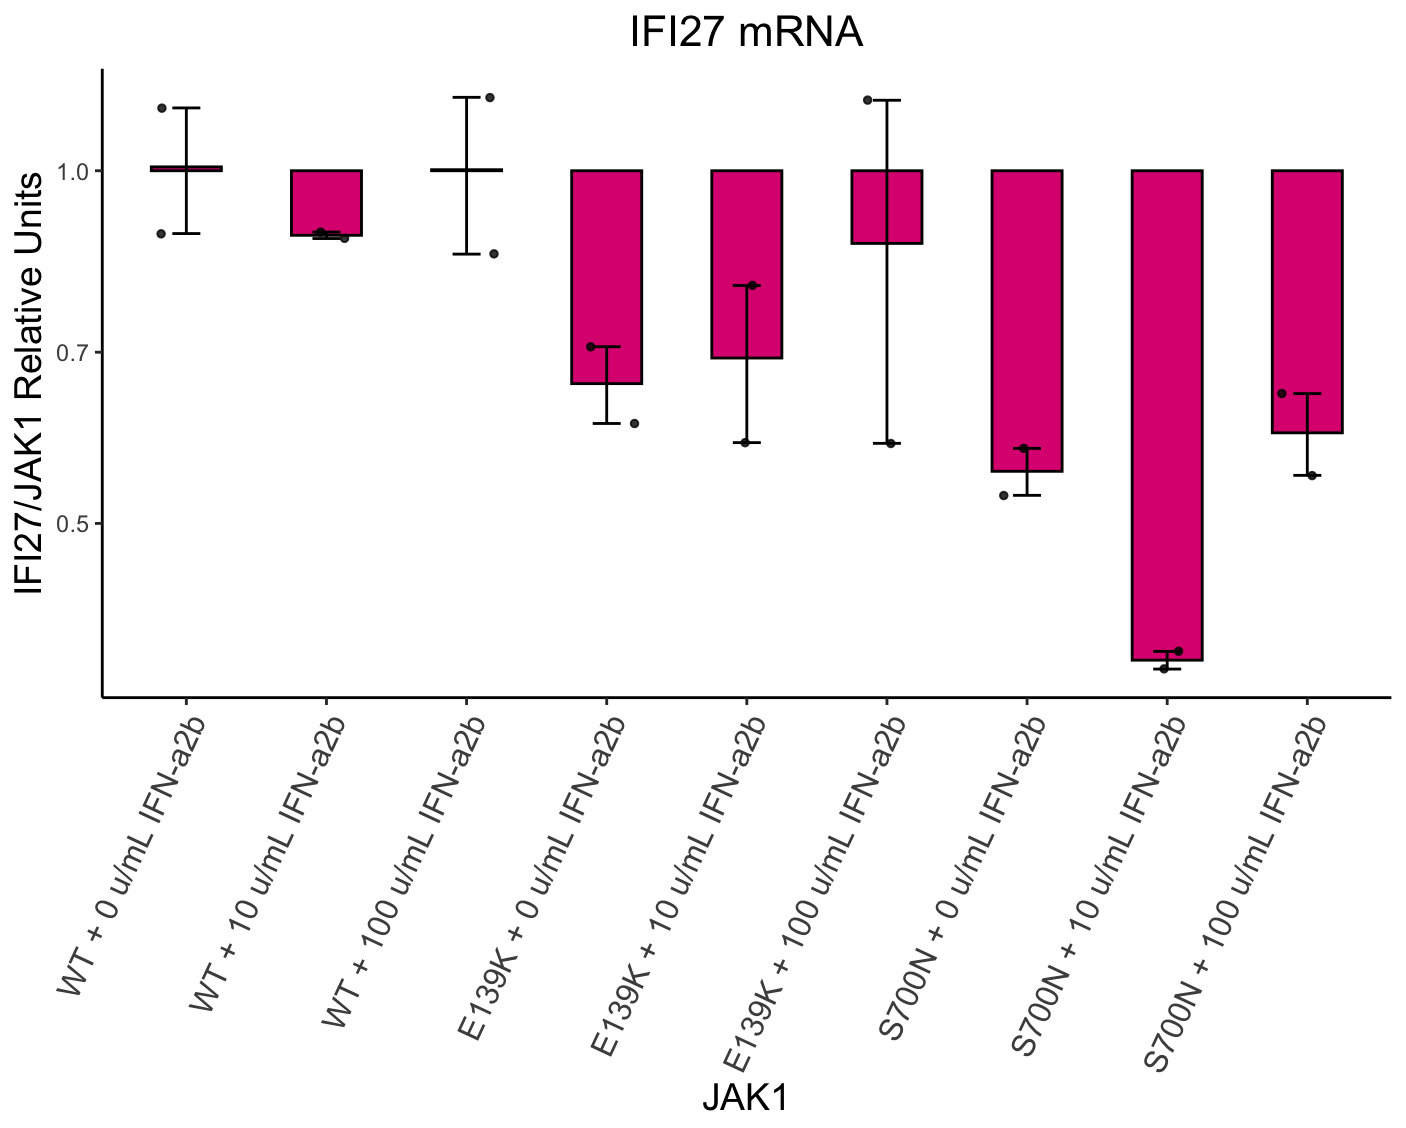 IFI27 mRNA
IFI27/JAK1 Relative Units
1.0
0.7
0.5
WT + 0 u/mL IFN-a2b
WT + 10 u/mL IFN-a2b
WT + 100 u/mL IFN-a2b
E139K + 0 u/mL IFN-a2b
E139K + 10 u/mL IFN-a2b
E139K + 100 u/mL IFN-a2b
S700N + 0 u/mL IFN-a2b
S700N + 10 u/mL IFN-a2b
S700N + 100 u/mL IFN-a2b
JAK1